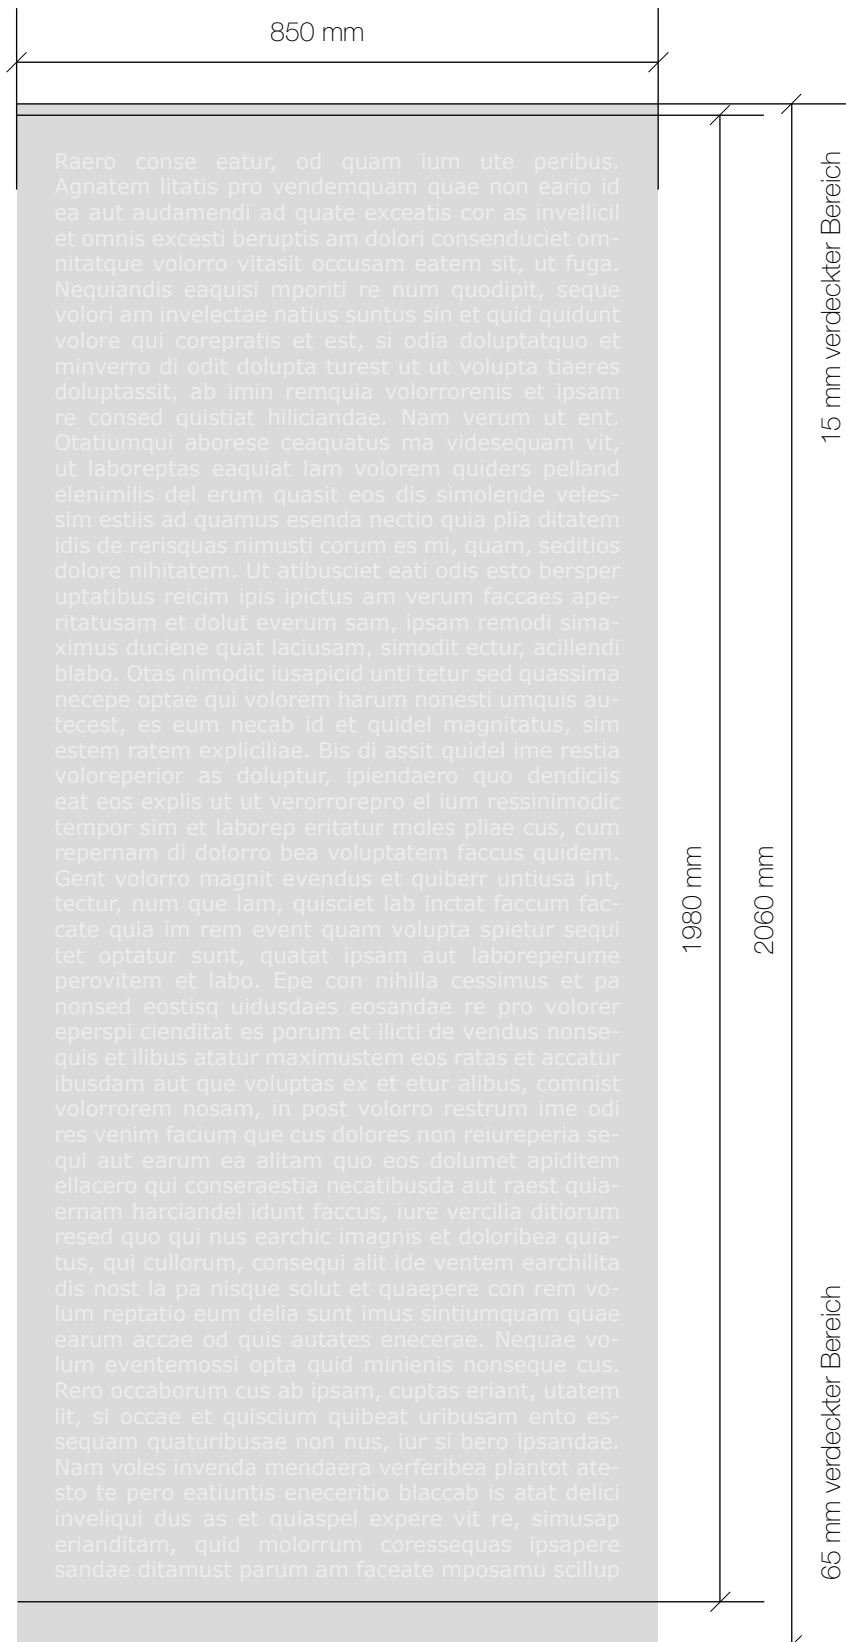 850 mm
15 mm verdeckter Bereich
Raero conse eatur, od quam ium ute peribus.
Agnatem litatis pro vendemquam quae non eario id
ea aut audamendi ad quate exceatis cor as invellicil
et omnis excesti beruptis am dolori consenduciet om-
nitatque volorro vitasit occusam eatem sit, ut fuga.
Nequiandis eaquisi mporiti re num quodipit, seque
volori am invelectae natius suntus sin et quid quidunt
volore qui corepratis et est, si odia doluptatquo et
minverro di odit dolupta turest ut ut volupta tiaeres
doluptassit, ab imin remquia volorrorenis et ipsam
re consed quistiat hiliciandae. Nam verum ut ent.
Otatiumqui aborese ceaquatus ma videsequam vit,
ut laboreptas eaquiat lam volorem quiders pelland
elenimilis del erum quasit eos dis simolende veles-
sim estiis ad quamus esenda nectio quia plia ditatem
idis de rerisquas nimusti corum es mi, quam, seditios
dolore nihitatem. Ut atibusciet eati odis esto bersper
uptatibus reicim ipis ipictus am verum faccaes ape-
ritatusam et dolut everum sam, ipsam remodi sima-
ximus duciene quat laciusam, simodit ectur, acillendi
blabo. Otas nimodic iusapicid unti tetur sed quassima
necepe optae qui volorem harum nonesti umquis au-
tecest, es eum necab id et quidel magnitatus, sim
estem ratem expliciliae. Bis di assit quidel ime restia
voloreperior as doluptur, ipiendaero quo dendiciis
eat eos explis ut ut verorrorepro el ium ressinimodic
tempor sim et laborep eritatur moles pliae cus, cum
repernam di dolorro bea voluptatem faccus quidem.
Gent volorro magnit evendus et quiberr untiusa int,
tectur, num que lam, quisciet lab inctat faccum fac-
cate quia im rem event quam volupta spietur sequi
tet optatur sunt, quatat ipsam aut laboreperume
perovitem et labo. Epe con nihilla cessimus et pa
nonsed eostisq uidusdaes eosandae re pro volorer
eperspi cienditat es porum et ilicti de vendus nonse-
quis et ilibus atatur maximustem eos ratas et accatur
ibusdam aut que voluptas ex et etur alibus, comnist
volorrorem nosam, in post volorro restrum ime odi
res venim facium que cus dolores non reiureperia se-
qui aut earum ea alitam quo eos dolumet apiditem
ellacero qui conseraestia necatibusda aut raest quia-
ernam harciandel idunt faccus, iure vercilia ditiorum
resed quo qui nus earchic imagnis et doloribea quia-
tus, qui cullorum, consequi alit ide ventem earchilita
dis nost la pa nisque solut et quaepere con rem vo-
lum reptatio eum delia sunt imus sintiumquam quae
earum accae od quis autates enecerae. Nequae vo-
lum eventemossi opta quid minienis nonseque cus.
Rero occaborum cus ab ipsam, cuptas eriant, utatem
lit, si occae et quiscium quibeat uribusam ento es-
sequam quaturibusae non nus, iur si bero ipsandae.
Nam voles invenda mendaera verferibea plantot ate-
sto te pero eatiuntis eneceritio blaccab is atat delici
inveliqui dus as et quiaspel expere vit re, simusap
erianditam, quid molorrum coressequas ipsapere
sandae ditamust parum am faceate mposamu scillup
1980 mm
2060 mm
65 mm verdeckter Bereich